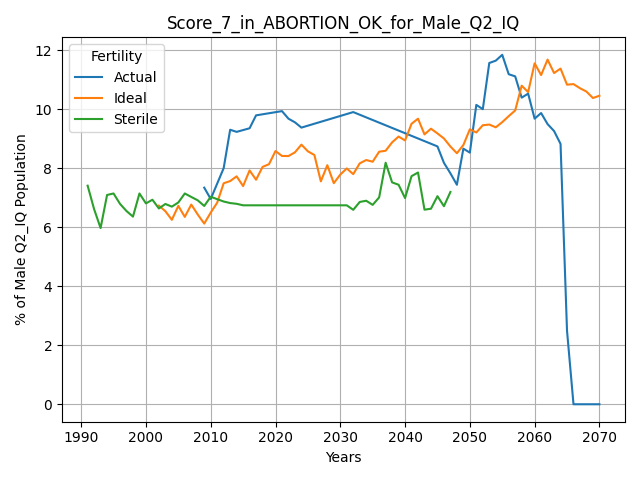 Score_7_in_ABORTION_OK_for_Male_Q2_IQ
Fertility
Actual
Ideal
Sterile
% of Male Q2_IQ Population
12
10
8
6
4
2
0
1990 2000 2010 2020 2030 2040 2050 2060 2070
Years